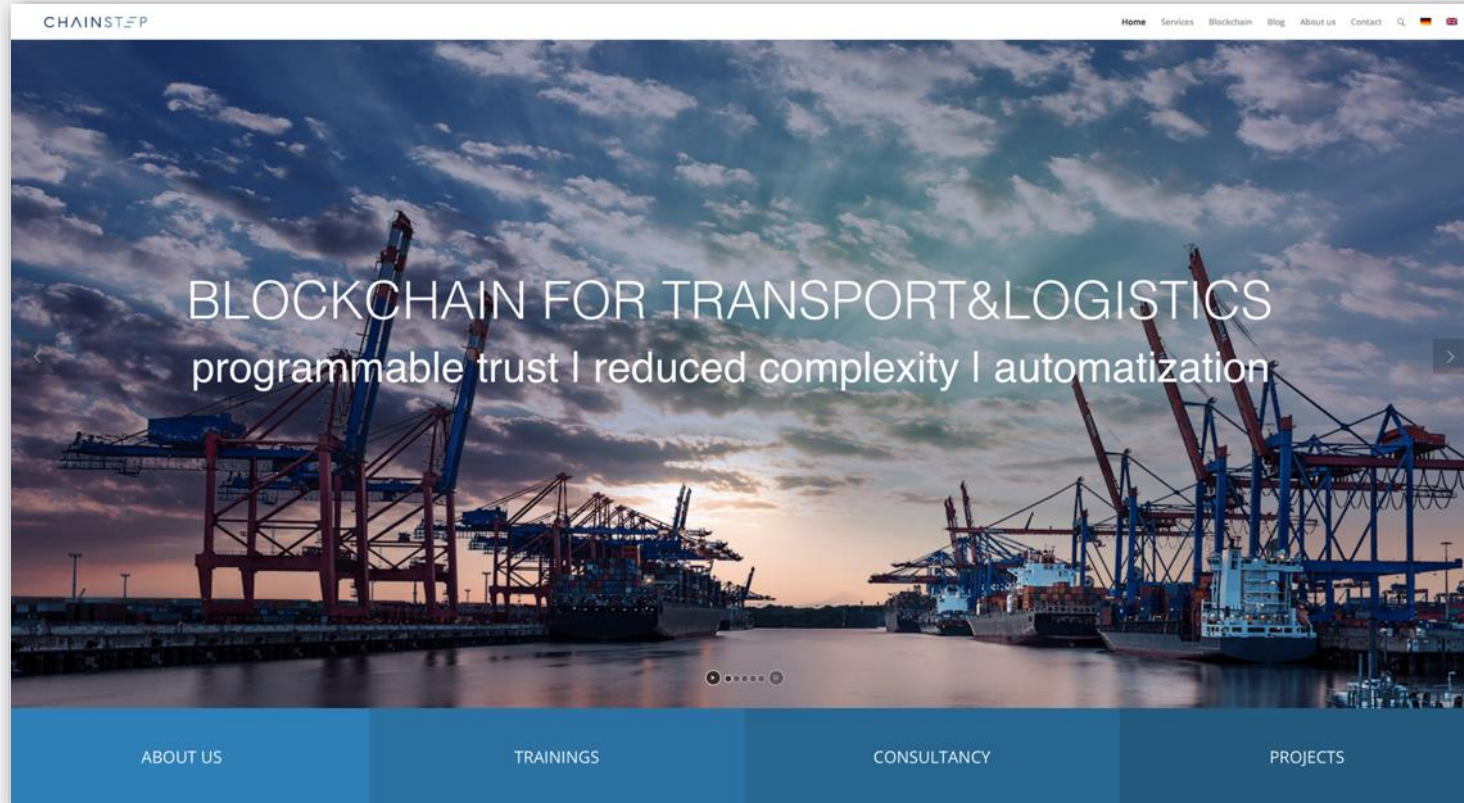 CHAINSTEP
Home Services Blockchain Blog About us Contact
BLOCKCHAIN FOR TRANSPORT&LOGISTICS
programmable trust I reduced complexity I automatization
ABOUT US TRAININGS CONSULTANCY PROJECTS